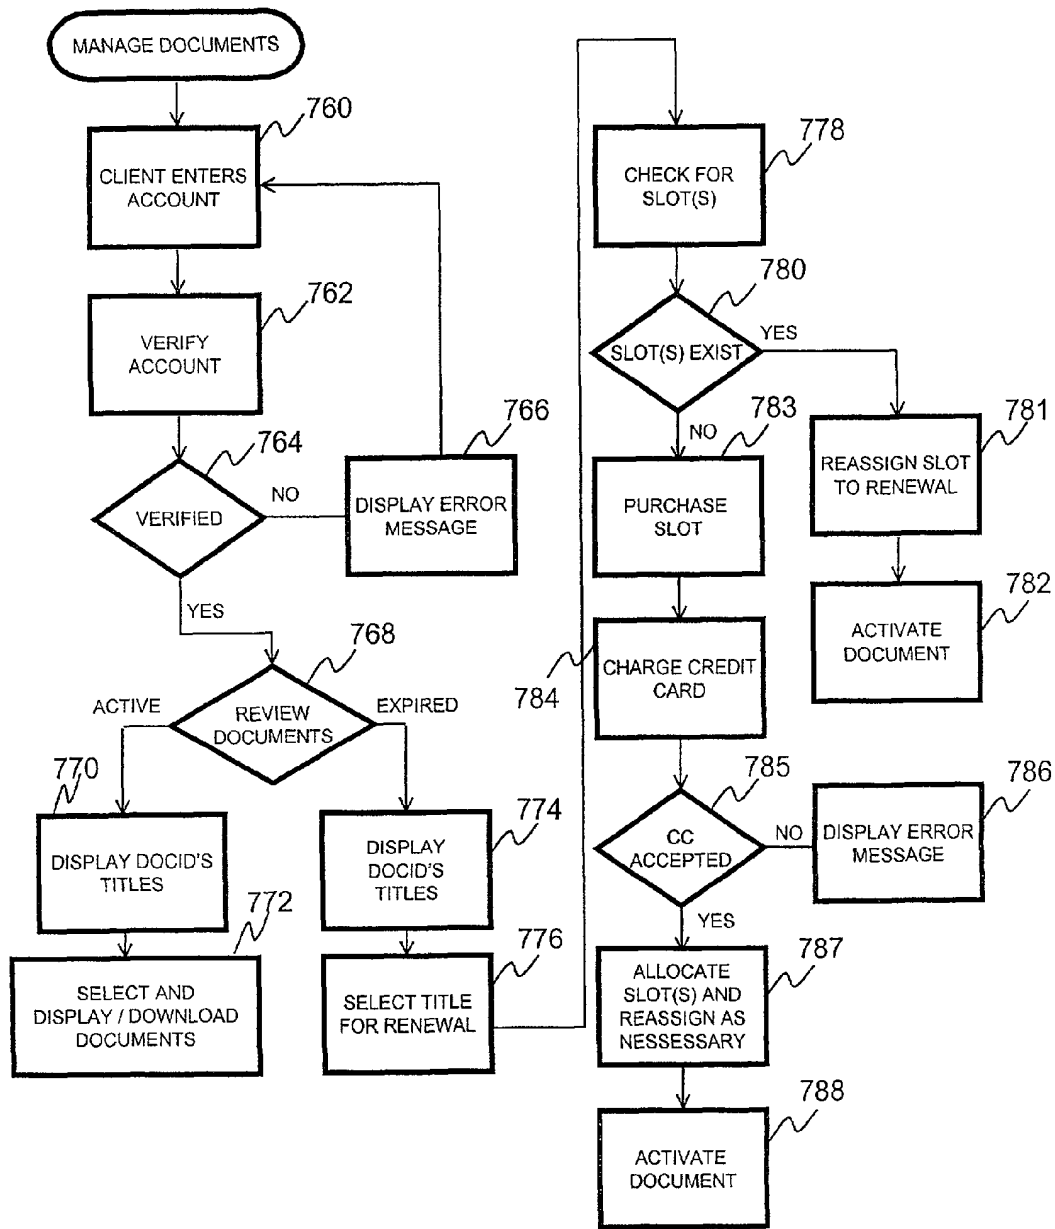 MANAGE DOCUMENTS
760
CLIENT ENTERS
ACCOUNT
762
VERIFY
ACCOUNT
764
VERIFIED
NO
766
DISPLAY ERROR
MESSAGE
YES
768
REVIEW
DOCUMENTS
ACTIVE
EXPIRED
770
DISPLAY DOCID'S
TITLES
772
SELECT AND
DISPLAY / DOWNLOAD
DOCUMENTS
774
DISPLAY
DOCID'S
TITLES
776
SELECT TITLE
FOR RENEWAL
778
CHECK FOR
SLOT(S)
780
SLOT(S) EXIST
YES
781
REASSIGN SLOT
TO RENEWAL
782
ACTIVATE
DOCUMENT
NO
783
PURCHASE
SLOT
784
CHARGE CREDIT
CARD
785
CC
ACCEPTED
NO
786
DISPLAY ERROR
MESSAGE
YES
787
ALLOCATE
SLOT(S) AND
REASSIGN AS
NESSESSARY
788
ACTIVATE
DOCUMENT